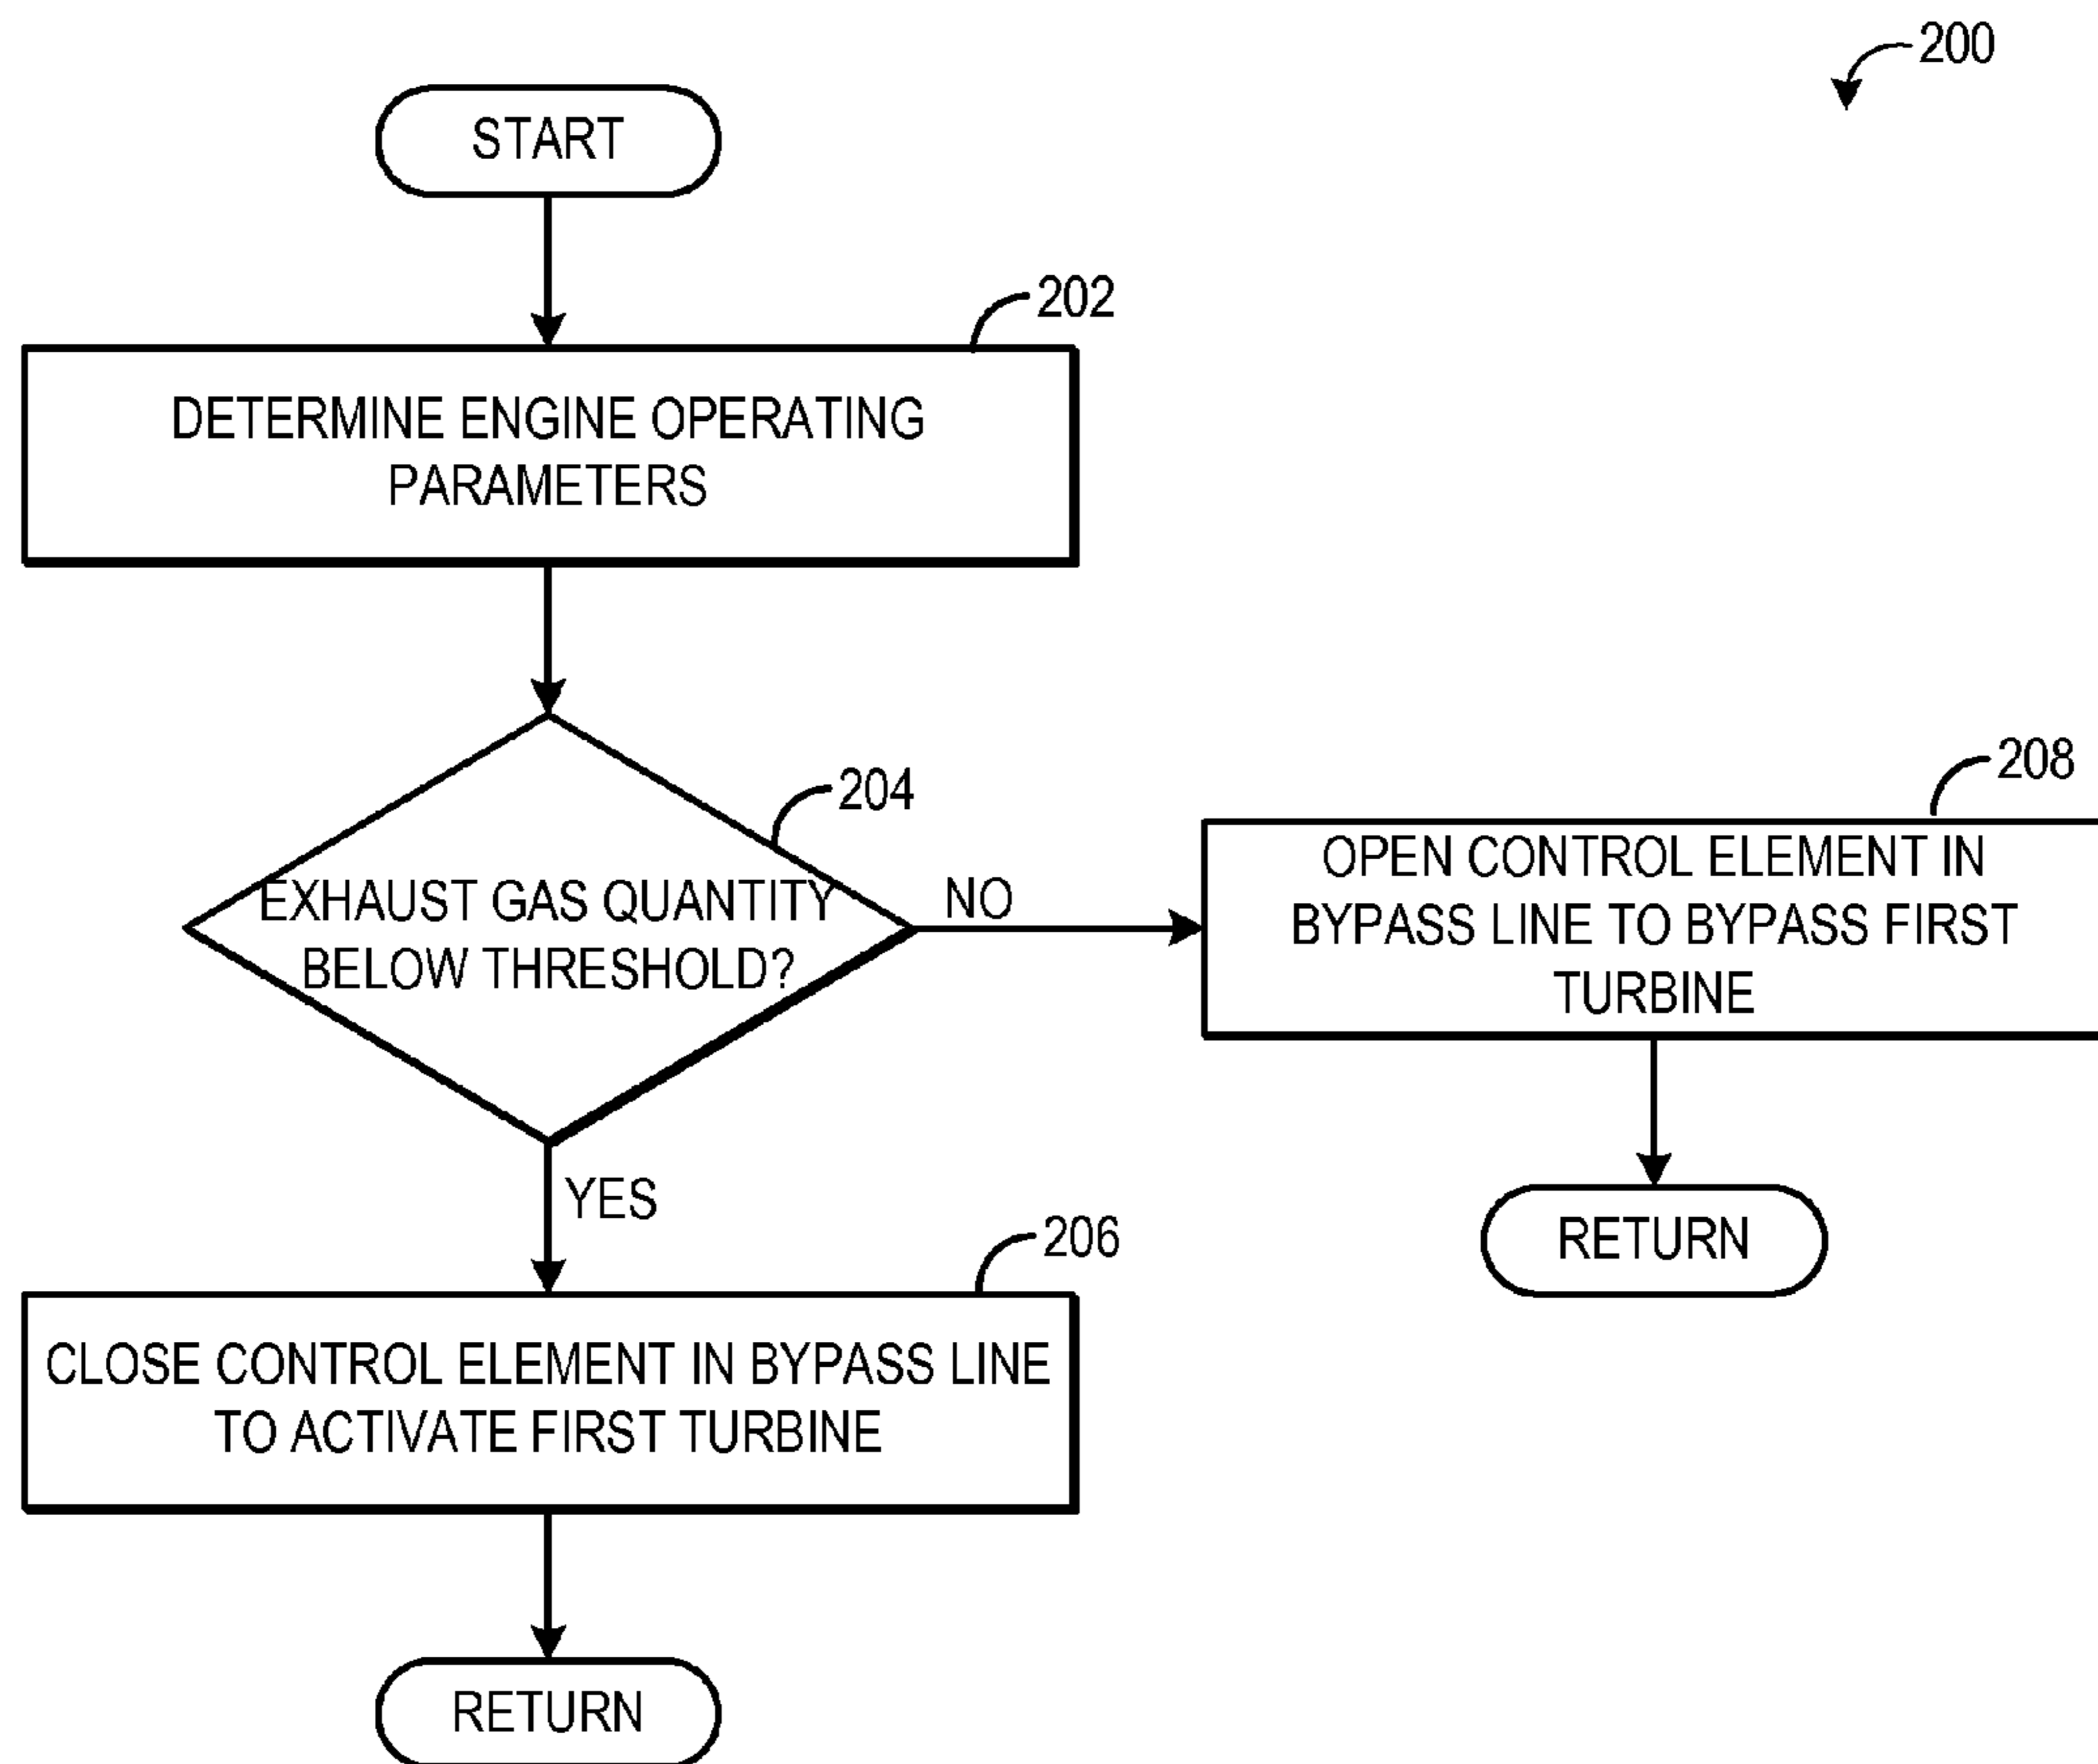 200
START
202
DETERMINE ENGINE OPERATING
PARAMETERS
204
EXHAUST GAS QUANTITY
BELOW THRESHOLD?
NO
208
OPEN CONTROL ELEMENT IN
BYPASS LINE TO BYPASS FIRST
TURBINE
RETURN
YES
206
CLOSE CONTROL ELEMENT IN BYPASS LINE
TO ACTIVATE FIRST TURBINE
RETURN